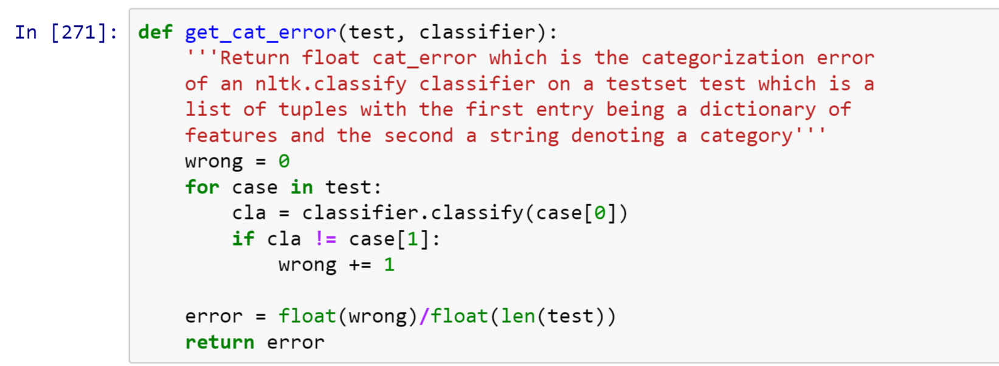 In [271]: def get_cat_error(test, classifier):
    '''Return float cat_error which is the categorization error
    of an nltk.classify classifier on a testset test which is a
    list of tuples with the first entry being a dictionary of
    features and the second a string denoting a category'''
    wrong = 0
    for case in test:
        cla = classifier.classify(case[0])
        if cla != case[1]:
            wrong += 1
    error = float(wrong)/float(len(test))
    return error